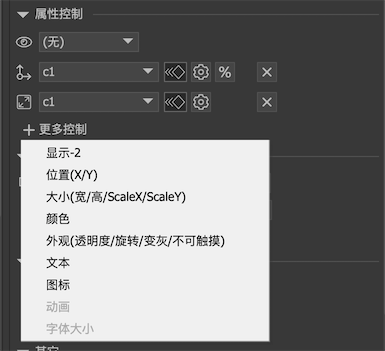 属性控制
(无)
c1
%
c1
更多控制
显示-2
位置(X/Y)
大小(宽/高/ScaleX/ScaleY)
颜色
外观(透明度/旋转/变灰/不可触摸)
文本
图标
动画
字体大小
其它